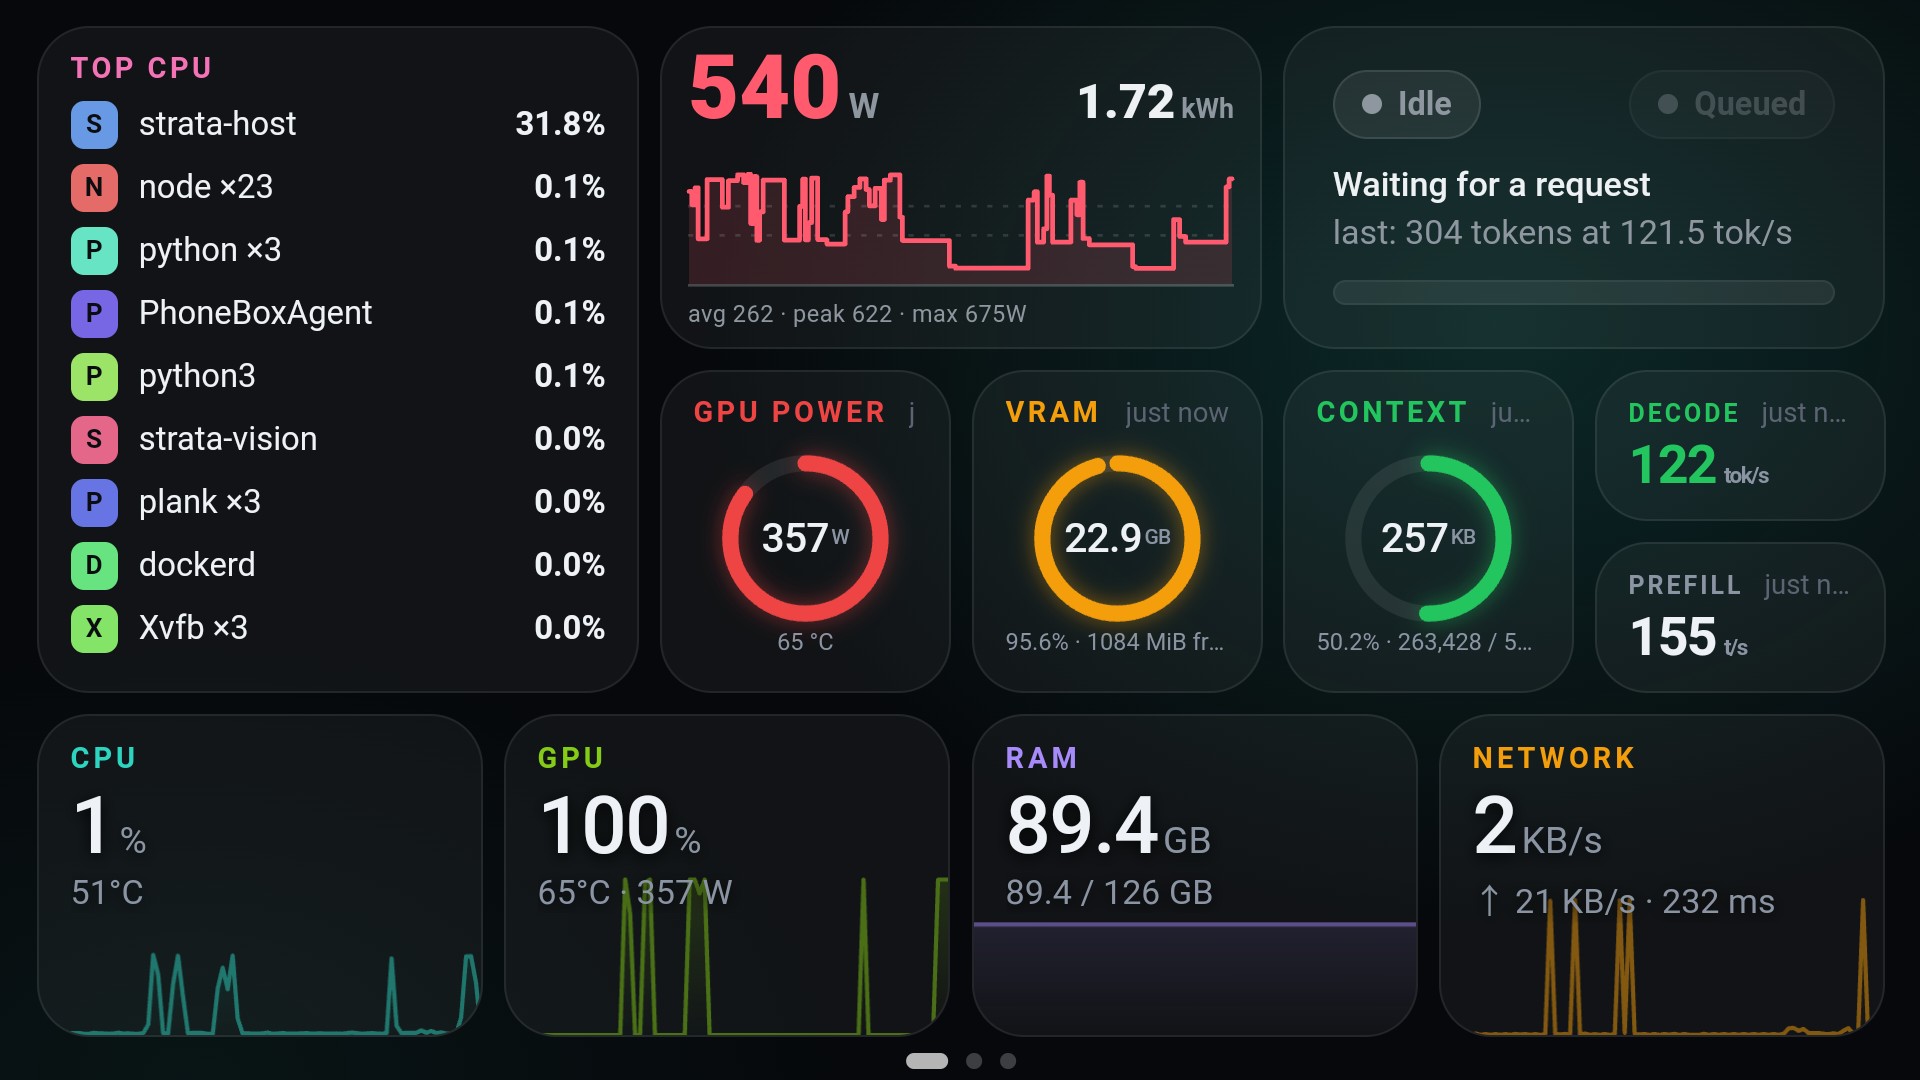 TOP CPU
S strata-host 31.8%
N node ×23 0.1%
P python ×3 0.1%
P PhoneBoxAgent 0.1%
P python3 0.1%
S strata-vision 0.0%
P plank ×3 0.0%
D dockerd 0.0%
X Xvfb ×3 0.0%
540 W 1.72 kWh
avg 262 · peak 622 · max 675W
Idle Queued
Waiting for a request
last: 304 tokens at 121.5 tok/s
GPU POWER j
357 W
65 °C
VRAM just now
22.9 GB
95.6% · 1084 MiB fr…
CONTEXT ju…
257 KB
50.2% · 263,428 / 5…
DECODE just n…
122 tok/s
PREFILL just n…
155 t/s
CPU
1 %
51°C
GPU
100 %
65°C · 357 W
RAM
89.4 GB
89.4 / 126 GB
NETWORK
2 KB/s
↑ 21 KB/s · 232 ms